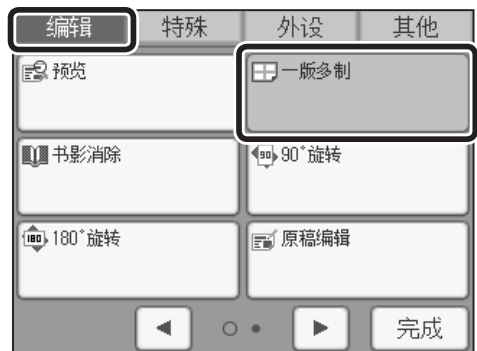 编辑 特殊 外设 其他
预览 一版多制
书影消除 90°旋转
180°旋转 原稿编辑
完成